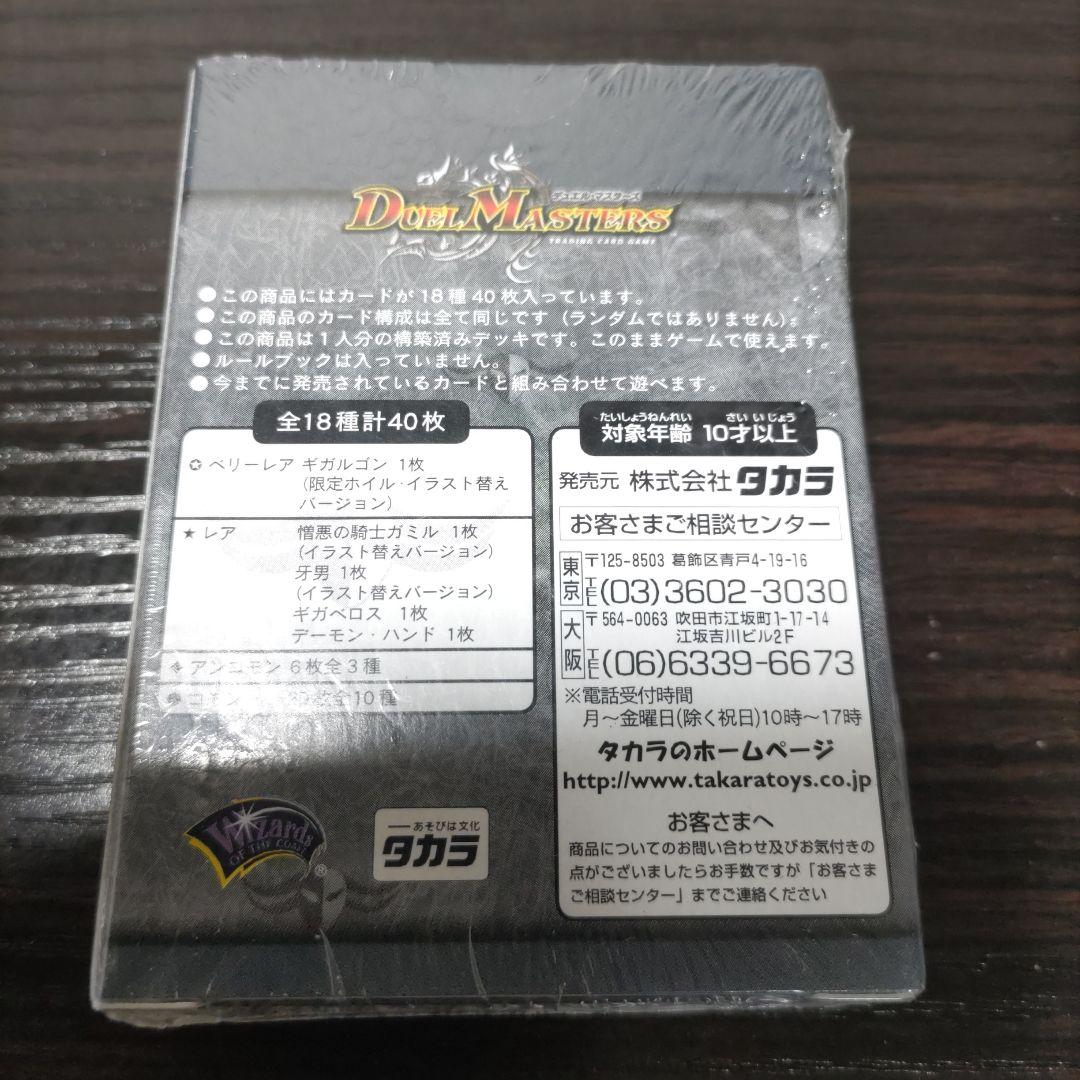 デュエル・マスターズ
DUEL MASTERS
TRADING CARD GAME
●この商品にはカードが18種40枚入っています。
●この商品のカード構成は全て同じです（ランダムではありません）。
●この商品は1人分の構築済みデッキです。このままゲームで使えます。
●ルールブックは入っていません。
●今までに発売されているカードと組み合わせて遊べます。
全18種計40枚
✪ ベリーレア ギガルゴン 1枚
（限定ホイル・イラスト替え
バージョン）
★ レア 憎悪の騎士ガミル 1枚
（イラスト替えバージョン）
牙男 1枚
（イラスト替えバージョン）
ギガベロス 1枚
デーモン・ハンド 1枚
アンコモン 6枚全3種
コモン 全10種
Wizards
OF THE COAST
®
あそびは文化
タカラ
たいしょうねんれい さいいじょう
対象年齢 10才以上
発売元 株式会社タカラ
お客さまご相談センター
東京 〒125-8503 葛飾区青戸4-19-16
TEL (03)3602-3030
大阪 〒564-0063 吹田市江坂町1-17-14
江坂吉川ビル2F
TEL (06)6339-6673
※電話受付時間
月～金曜日(除く祝日)10時～17時
タカラのホームページ
http://www.takaratoys.co.jp
お客さまへ
商品についてのお問い合わせ及びお気付きの
点がございましたらお手数ですが「お客さま
ご相談センター」までご連絡ください